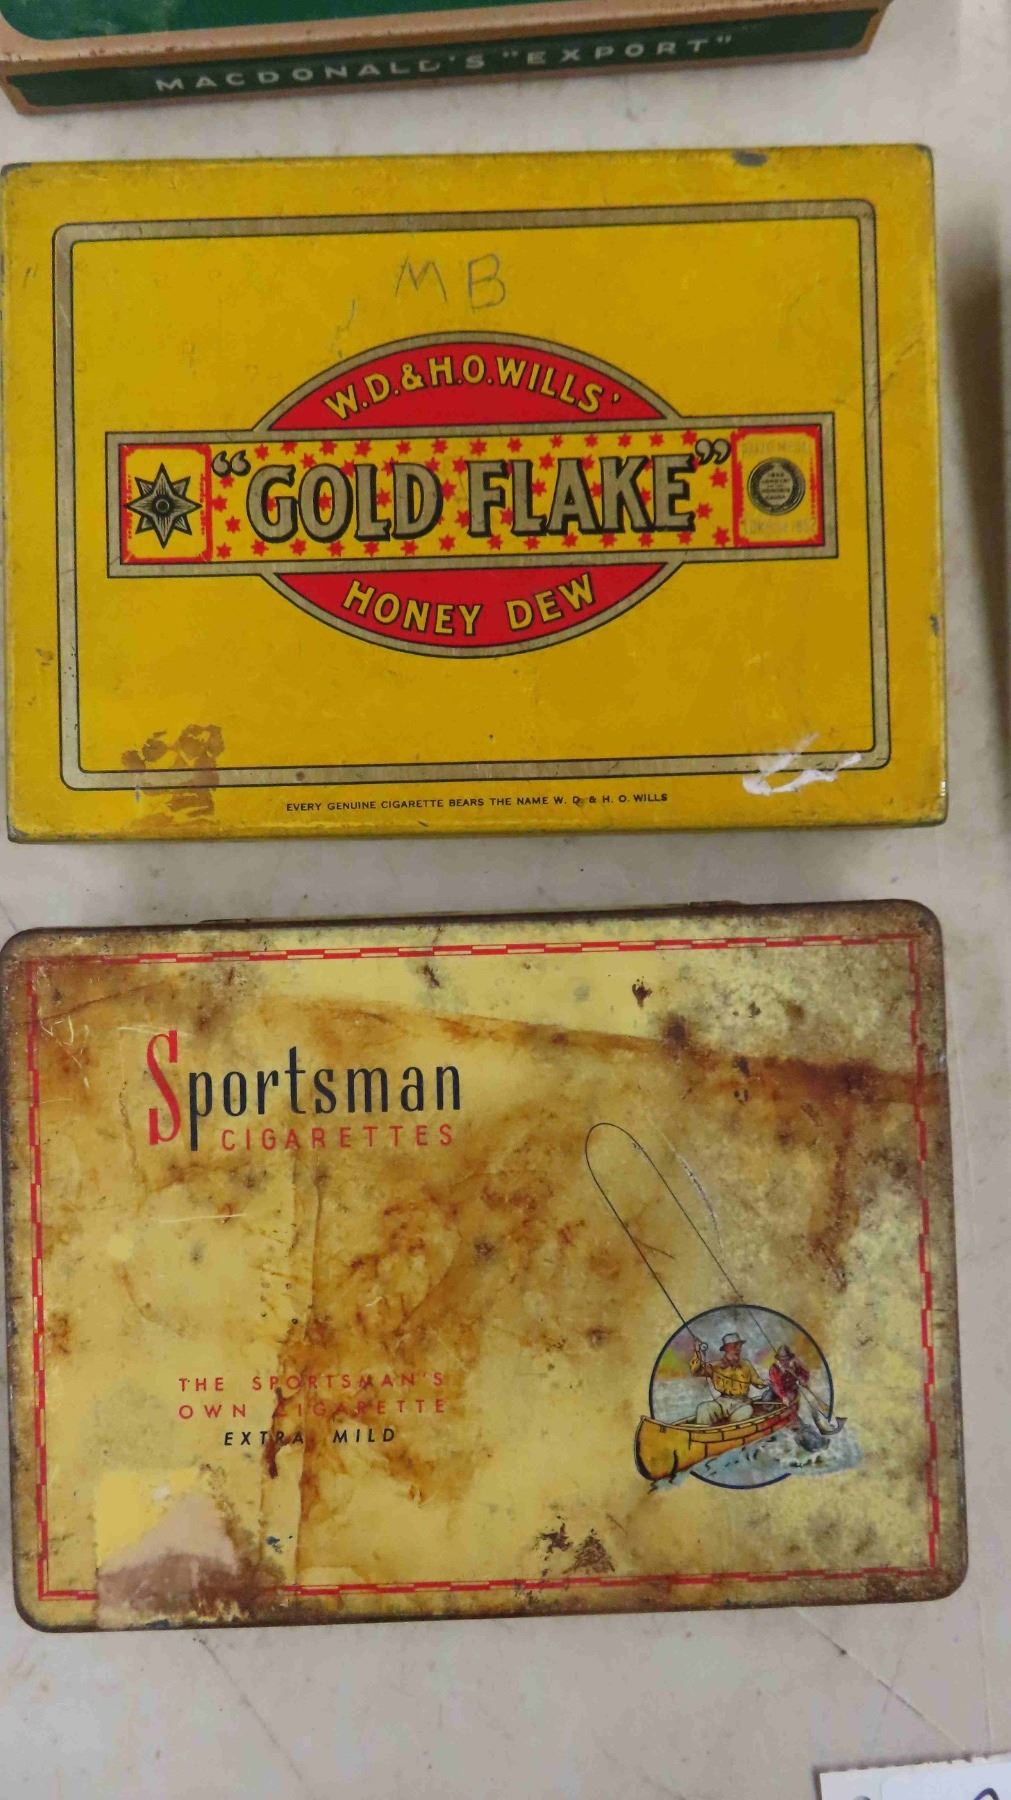 MACDONALD'S "EXPORT"
MB
W.D.&H.O.WILLS'
"GOLD FLAKE"
HONEY DEW
EVERY GENUINE CIGARETTE BEARS THE NAME W. D. & H. O. WILLS
Sportsman
CIGARETTES
THE SPORTSMAN'S
OWN CIGARETTE
EXTRA MILD